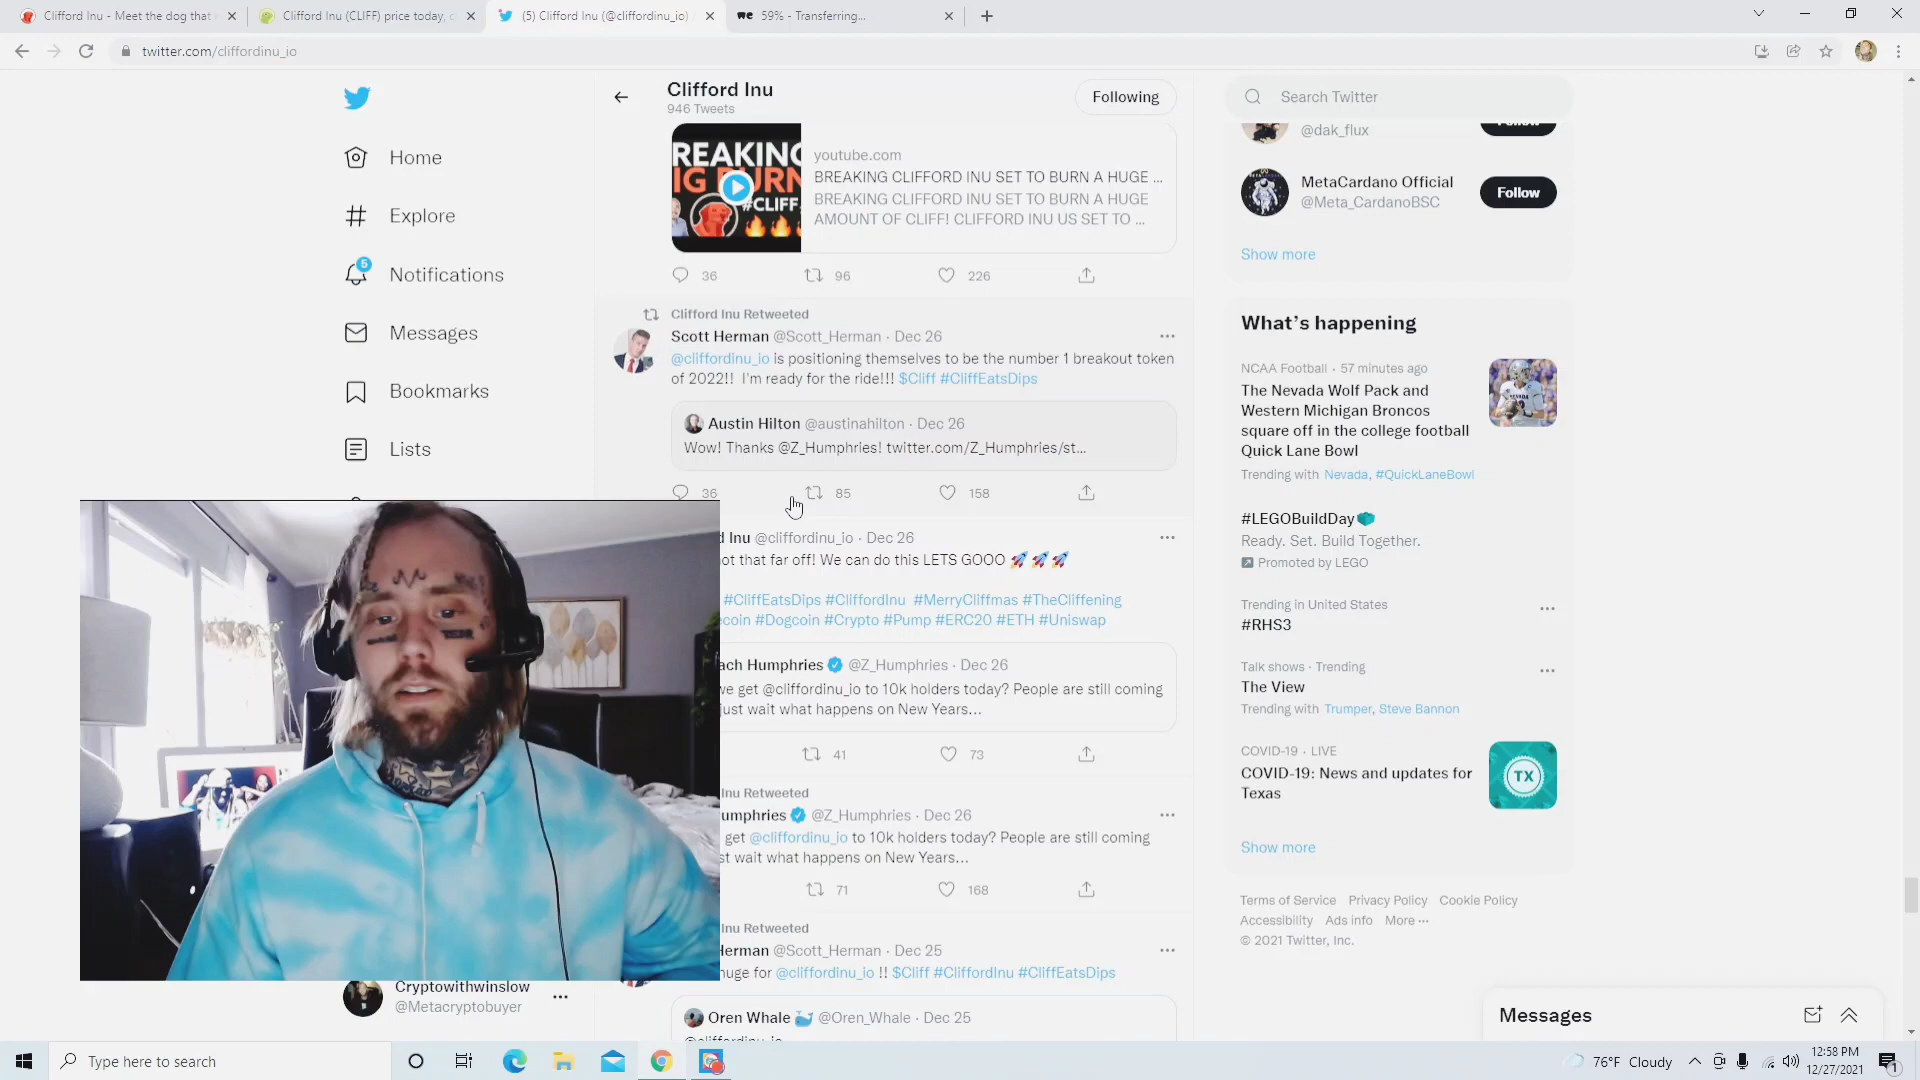 Clifford Inu - Meet the dog that
Clifford Inu (CLIFF) price today, c
(5) Clifford Inu (@cliffordinu_io)
59% - Transferring...
twitter.com/cliffordinu_io
Clifford Inu
946 Tweets
Following
Search Twitter
Home
Explore
5
Notifications
Messages
Bookmarks
Lists
REAKING
IG BURN
#CLIFF
youtube.com
BREAKING CLIFFORD INU SET TO BURN A HUGE ...
BREAKING CLIFFORD INU SET TO BURN A HUGE
AMOUNT OF CLIFF! CLIFFORD INU US SET TO ...
36 96 226
Clifford Inu Retweeted
Scott Herman @Scott_Herman · Dec 26
@cliffordinu_io is positioning themselves to be the number 1 breakout token
of 2022!! I'm ready for the ride!!! $Cliff #CliffEatsDips
Austin Hilton @austinahilton · Dec 26
Wow! Thanks @Z_Humphries! twitter.com/Z_Humphries/st...
36 85 158
d Inu @cliffordinu_io · Dec 26
ot that far off! We can do this LETS GOOO 🚀 🚀 🚀
#CliffEatsDips #CliffordInu #MerryCliffmas #TheCliffening
ecoin #Dogcoin #Crypto #Pump #ERC20 #ETH #Uniswap
ach Humphries @Z_Humphries · Dec 26
we get @cliffordinu_io to 10k holders today? People are still coming
just wait what happens on New Years...
41 73
Inu Retweeted
umphries @Z_Humphries · Dec 26
get @cliffordinu_io to 10k holders today? People are still coming
st wait what happens on New Years...
71 168
Inu Retweeted
Herman @Scott_Herman · Dec 25
huge for @cliffordinu_io !! $Cliff #CliffordInu #CliffEatsDips
Oren Whale 🐳 @Oren_Whale · Dec 25
@cliffordinu_io
@dak_flux
Follow
MetaCardano Official
@Meta_CardanoBSC
Follow
Show more
What's happening
NCAA Football · 57 minutes ago
The Nevada Wolf Pack and
Western Michigan Broncos
square off in the college football
Quick Lane Bowl
Trending with Nevada, #QuickLaneBowl
#LEGOBuildDay
Ready. Set. Build Together.
Promoted by LEGO
Trending in United States
#RHS3
Talk shows · Trending
The View
Trending with Trumper, Steve Bannon
COVID-19 · LIVE
COVID-19: News and updates for
Texas
TX
Show more
Terms of Service Privacy Policy Cookie Policy
Accessibility Ads info More ···
© 2021 Twitter, Inc.
Cryptowithwinslow
@Metacryptobuyer
Messages
Type here to search
76°F Cloudy
12:58 PM
12/27/2021
1